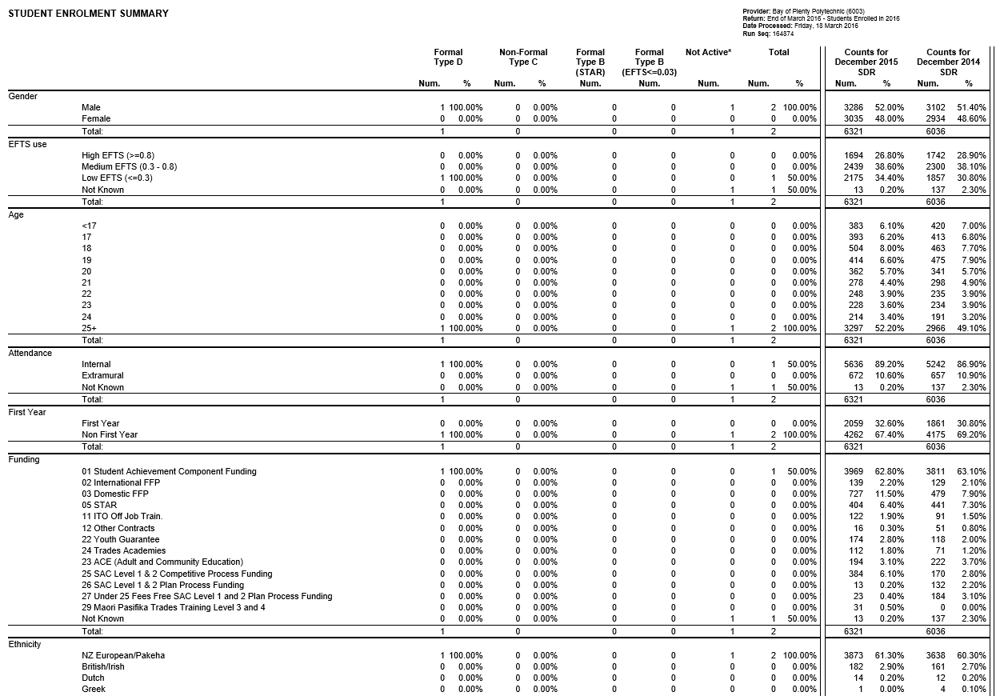 STUDENT ENROLMENT SUMMARY
Provider: Bay of Plenty Polytechnic (6003)
Return: End of March 2016 - Students Enrolled in 2016
Date Processed: Friday, 18 March 2016
Run Seq: 164874
Formal Non-Formal Formal Formal Not Active* Total Counts for Counts for
Type D Type C Type B Type B December 2015 December 2014
(STAR) (EFTS<=0.03) SDR SDR
Num. % Num. % Num. Num. Num. Num. % Num. % Num. %
Gender
Male 1 100.00% 0 0.00% 0 0 1 2 100.00% 3286 52.00% 3102 51.40%
Female 0 0.00% 0 0.00% 0 0 0 0 0.00% 3035 48.00% 2934 48.60%
Total: 1 0 0 0 1 2 6321 6036
EFTS use
High EFTS (>=0.8) 0 0.00% 0 0.00% 0 0 0 0 0.00% 1694 26.80% 1742 28.90%
Medium EFTS (0.3 - 0.8) 0 0.00% 0 0.00% 0 0 0 0 0.00% 2439 38.60% 2300 38.10%
Low EFTS (<=0.3) 1 100.00% 0 0.00% 0 0 0 1 50.00% 2175 34.40% 1857 30.80%
Not Known 0 0.00% 0 0.00% 0 0 1 1 50.00% 13 0.20% 137 2.30%
Total: 1 0 0 0 1 2 6321 6036
Age
<17 0 0.00% 0 0.00% 0 0 0 0 0.00% 383 6.10% 420 7.00%
17 0 0.00% 0 0.00% 0 0 0 0 0.00% 393 6.20% 413 6.80%
18 0 0.00% 0 0.00% 0 0 0 0 0.00% 504 8.00% 463 7.70%
19 0 0.00% 0 0.00% 0 0 0 0 0.00% 414 6.60% 475 7.90%
20 0 0.00% 0 0.00% 0 0 0 0 0.00% 362 5.70% 341 5.70%
21 0 0.00% 0 0.00% 0 0 0 0 0.00% 278 4.40% 298 4.90%
22 0 0.00% 0 0.00% 0 0 0 0 0.00% 248 3.90% 235 3.90%
23 0 0.00% 0 0.00% 0 0 0 0 0.00% 228 3.60% 234 3.90%
24 0 0.00% 0 0.00% 0 0 0 0 0.00% 214 3.40% 191 3.20%
25+ 1 100.00% 0 0.00% 0 0 1 2 100.00% 3297 52.20% 2966 49.10%
Total: 1 0 0 0 1 2 6321 6036
Attendance
Internal 1 100.00% 0 0.00% 0 0 0 1 50.00% 5636 89.20% 5242 86.90%
Extramural 0 0.00% 0 0.00% 0 0 0 0 0.00% 672 10.60% 657 10.90%
Not Known 0 0.00% 0 0.00% 0 0 1 1 50.00% 13 0.20% 137 2.30%
Total: 1 0 0 0 1 2 6321 6036
First Year
First Year 0 0.00% 0 0.00% 0 0 0 0 0.00% 2059 32.60% 1861 30.80%
Non First Year 1 100.00% 0 0.00% 0 0 1 2 100.00% 4262 67.40% 4175 69.20%
Total: 1 0 0 0 1 2 6321 6036
Funding
01 Student Achievement Component Funding 1 100.00% 0 0.00% 0 0 0 1 50.00% 3969 62.80% 3811 63.10%
02 International FFP 0 0.00% 0 0.00% 0 0 0 0 0.00% 139 2.20% 129 2.10%
03 Domestic FFP 0 0.00% 0 0.00% 0 0 0 0 0.00% 727 11.50% 479 7.90%
05 STAR 0 0.00% 0 0.00% 0 0 0 0 0.00% 404 6.40% 441 7.30%
11 ITO Off Job Train. 0 0.00% 0 0.00% 0 0 0 0 0.00% 122 1.90% 91 1.50%
12 Other Contracts 0 0.00% 0 0.00% 0 0 0 0 0.00% 16 0.30% 51 0.80%
22 Youth Guarantee 0 0.00% 0 0.00% 0 0 0 0 0.00% 174 2.80% 118 2.00%
24 Trades Academies 0 0.00% 0 0.00% 0 0 0 0 0.00% 112 1.80% 71 1.20%
23 ACE (Adult and Community Education) 0 0.00% 0 0.00% 0 0 0 0 0.00% 194 3.10% 222 3.70%
25 SAC Level 1 & 2 Competitive Process Funding 0 0.00% 0 0.00% 0 0 0 0 0.00% 384 6.10% 170 2.80%
26 SAC Level 1 & 2 Plan Process Funding 0 0.00% 0 0.00% 0 0 0 0 0.00% 13 0.20% 132 2.20%
27 Under 25 Fees Free SAC Level 1 and 2 Plan Process Funding 0 0.00% 0 0.00% 0 0 0 0 0.00% 23 0.40% 184 3.10%
29 Maori Pasifika Trades Training Level 3 and 4 0 0.00% 0 0.00% 0 0 0 0 0.00% 31 0.50% 0 0.00%
Not Known 0 0.00% 0 0.00% 0 0 1 1 50.00% 13 0.20% 137 2.30%
Total: 1 0 0 0 1 2 6321 6036
Ethnicity
NZ European/Pakeha 1 100.00% 0 0.00% 0 0 1 2 100.00% 3873 61.30% 3638 60.30%
British/Irish 0 0.00% 0 0.00% 0 0 0 0 0.00% 182 2.90% 161 2.70%
Dutch 0 0.00% 0 0.00% 0 0 0 0 0.00% 14 0.20% 12 0.20%
Greek 0 0.00% 0 0.00% 0 0 0 0 0.00% 1 0.00% 4 0.10%